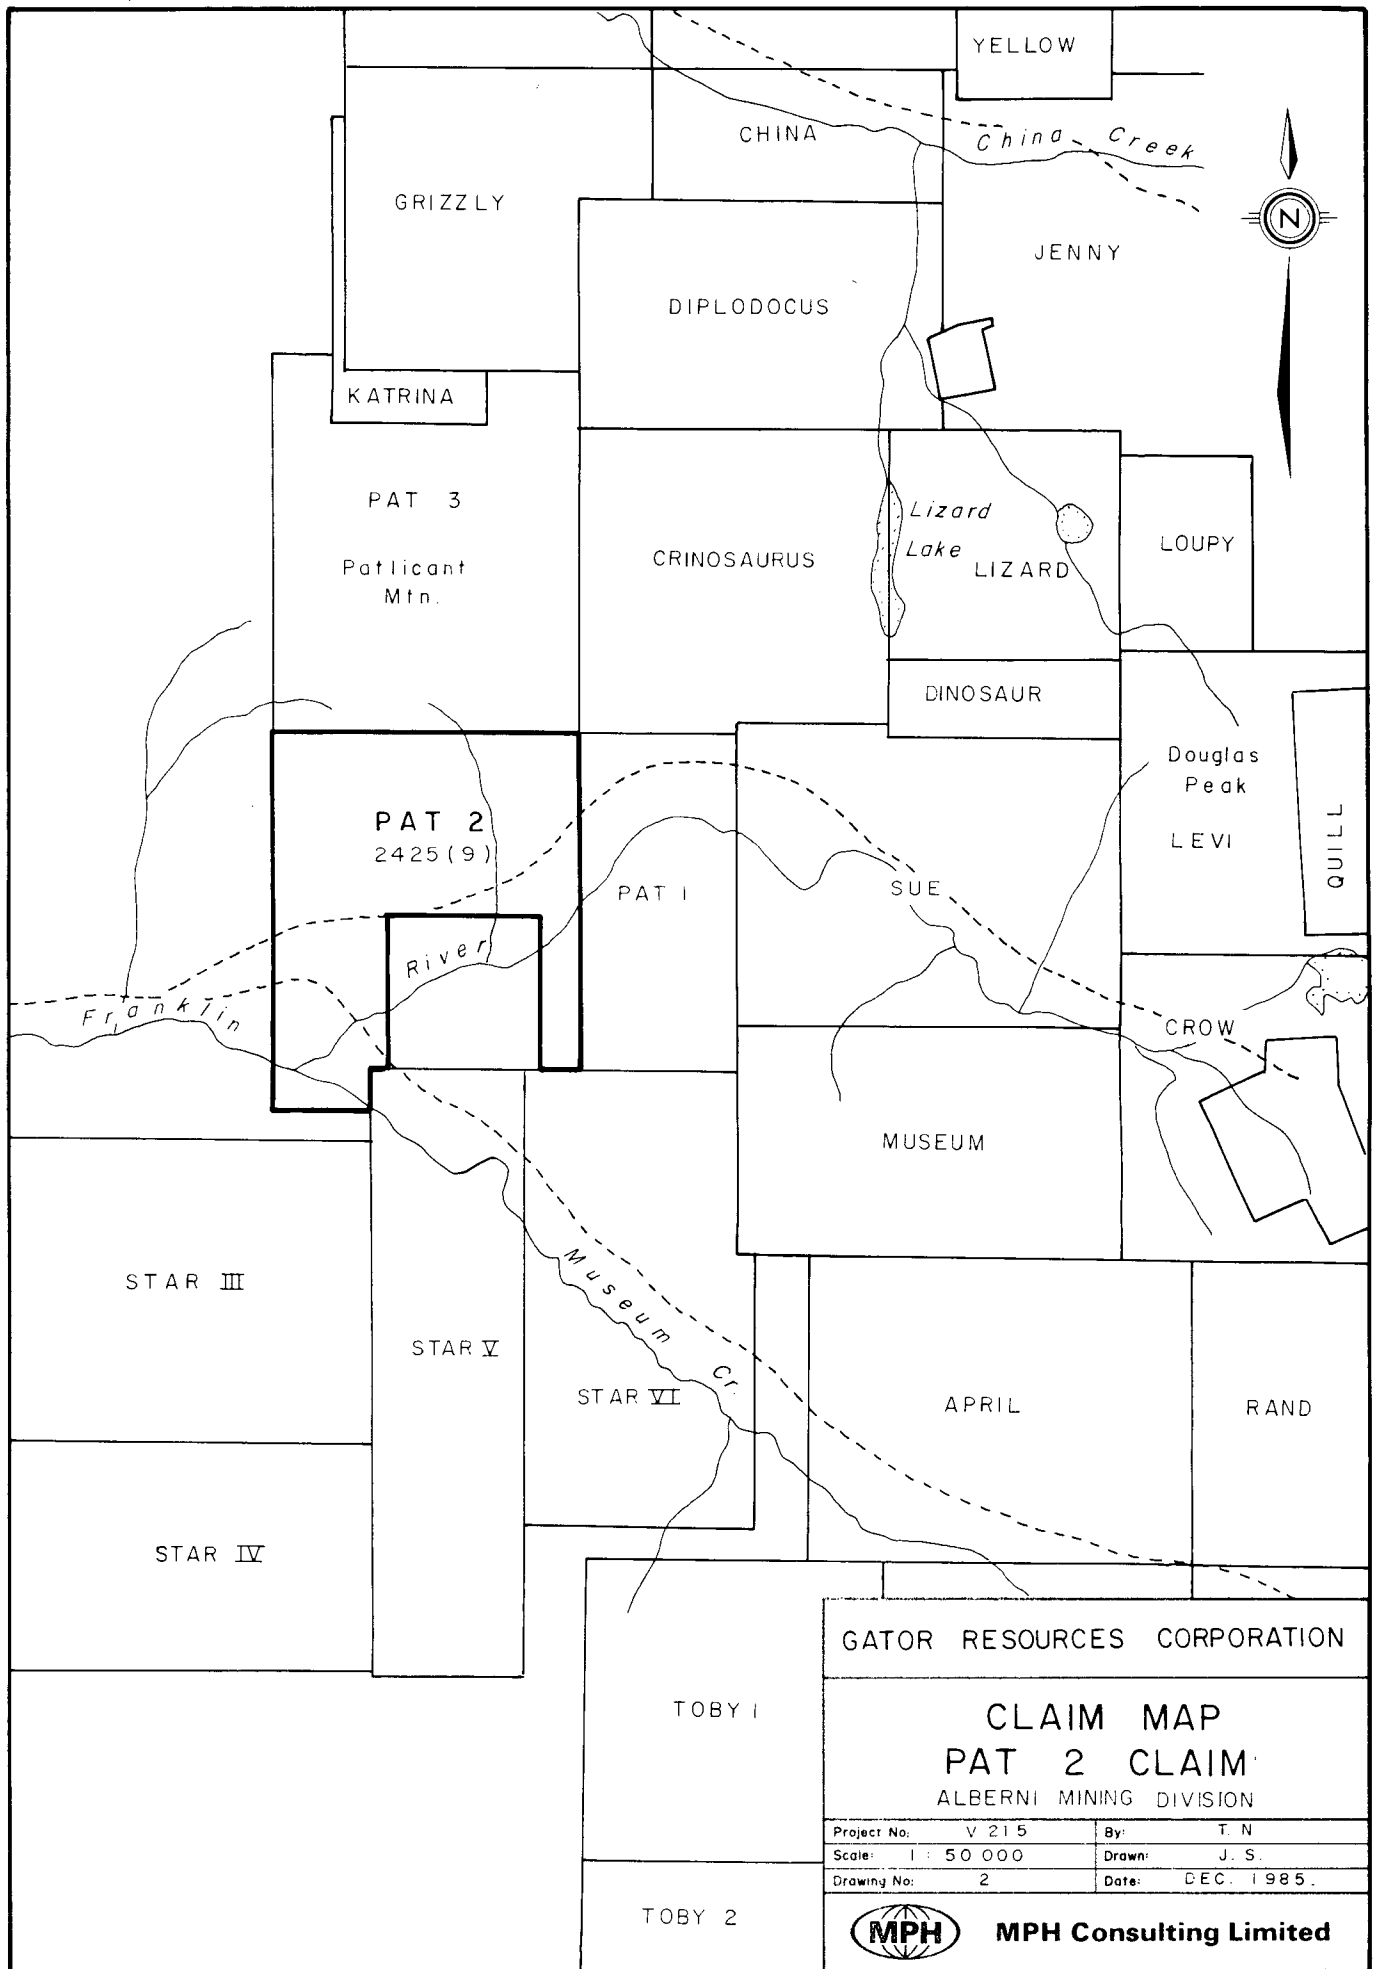 YELLOW
CHINA
China Creek
GRIZZLY
N
JENNY
DIPLODOCUS
KATRINA
PAT 3
Patlicant
Mtn.
CRINOSAURUS
Lizard
Lake
LIZARD
LOUPY
DINOSAUR
Douglas
Peak
LEVI
QUILL
PAT 2
2425(9)
PAT 1
SUE
River
Franklin
CROW
MUSEUM
STAR III
STAR V
Museum Cr.
STAR VI
APRIL
RAND
STAR IV
TOBY 1
TOBY 2
GATOR RESOURCES CORPORATION
CLAIM MAP
PAT 2 CLAIM
ALBERNI MINING DIVISION
Project No: V 215 By: T. N
Scale: 1 : 50 000 Drawn: J. S.
Drawing No: 2 Date: DEC. 1985.
MPH MPH Consulting Limited